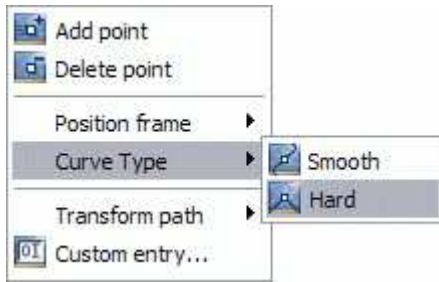 Add point
Delete point
Position frame
Curve Type
Smooth
Hard
Transform path
Custom entry...